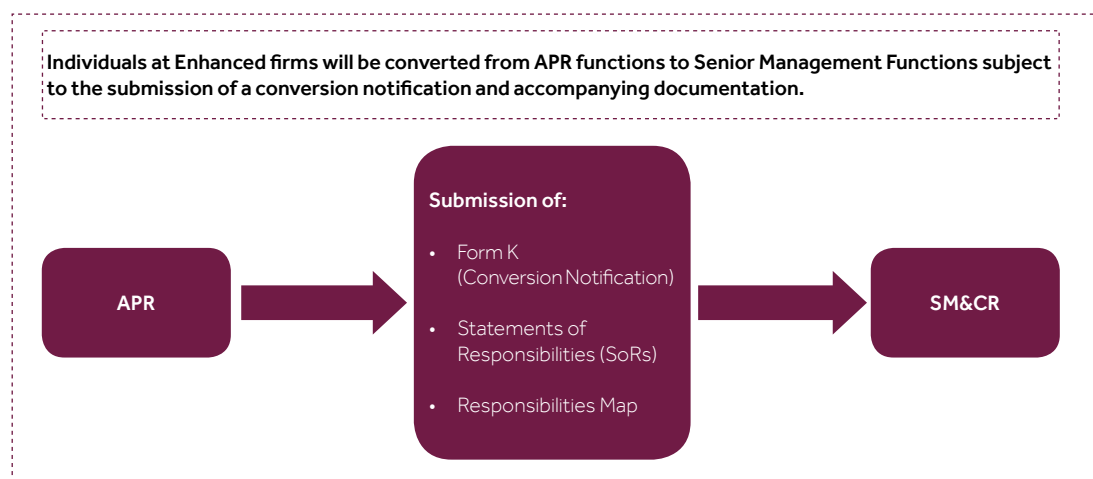 Individuals at Enhanced firms will be converted from APR functions to Senior Management Functions subject
to the submission of a conversion notification and accompanying documentation.
APR
Submission of:
• Form K
(Conversion Notification)
• Statements of
Responsibilities (SoRs)
• Responsibilities Map
SM&CR